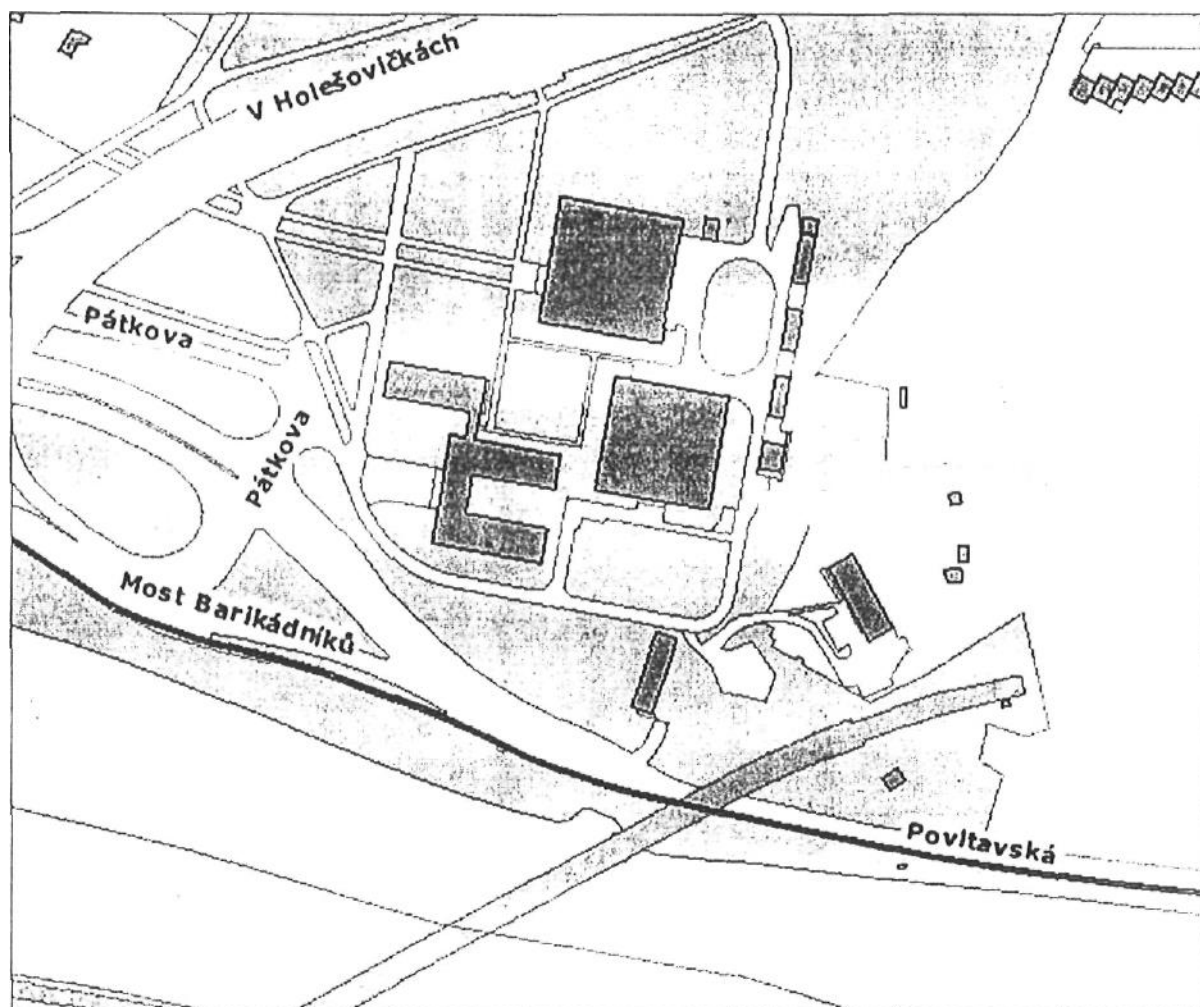 V Holešovičkách
Pátkova
Pátkova
Most Barikádníků
Povltavská